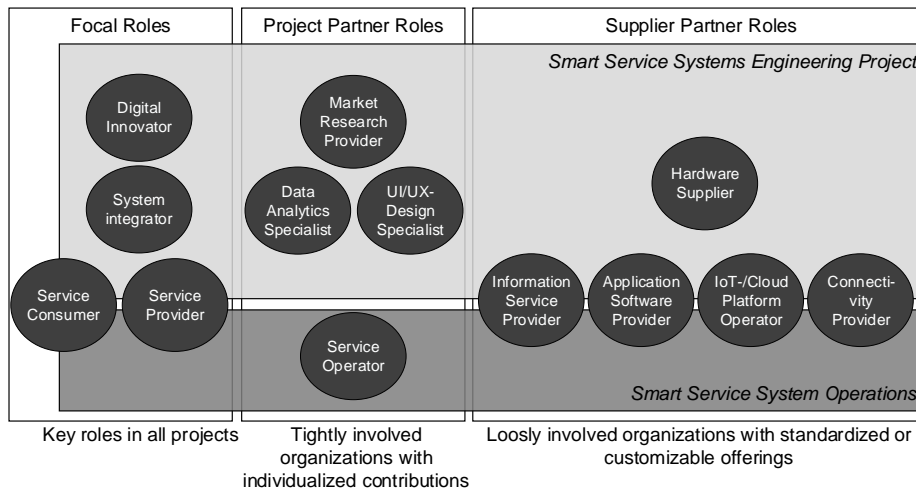 Focal Roles
Project Partner Roles
Supplier Partner Roles
Smart Service Systems Engineering Project
Digital
Innovator
Market
Research
Provider
System
integrator
Data
Analytics
Specialist
UI/UX-
Design
Specialist
Hardware
Supplier
Service
Consumer
Service
Provider
Information
Service
Provider
Application
Software
Provider
IoT-/Cloud
Platform
Operator
Connecti-
vity
Provider
Service
Operator
Smart Service System Operations
Key roles in all projects
Tightly involved
organizations with
individualized contributions
Loosly involved organizations with standardized or
customizable offerings